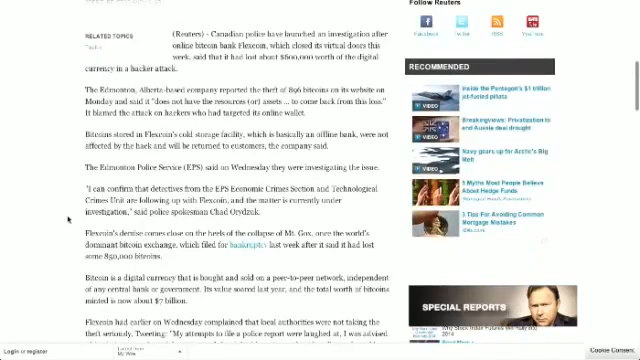 Follow Reuters
RELATED TOPICS
(Reuters) - Canadian police have launched an investigation after
online bitcoin bank Flexcoin, which closed its virtual doors this
week, said that it had lost about $600,000 worth of the digital
currency in a hacker attack.
Facebook
Twitter
RSS
YouTube
RECOMMENDED
The Edmonton, Alberta-based company reported the theft of 896 bitcoins on its website on
Monday and said it "does not have the resources (or) assets ... to come back from this loss."
It blamed the attack on hackers who had targeted its online wallet.
Bitcoins stored in Flexcoin's cold storage facility, which is basically an offline bank, were not
affected by the hack and will be returned to customers, the company said.
The Edmonton Police Service (EPS) said on Wednesday they were investigating the issue.
"I can confirm that detectives from the EPS Economic Crimes Section and Technological
Crimes Unit are following up with Flexcoin, and the matter is currently under
investigation," said police spokesman Chad Orydzuk.
Flexcoin's demise comes close on the heels of the collapse of Mt. Gox, once the world's
dominant bitcoin exchange, which filed for bankruptcy last week after it said it had lost
some 850,000 bitcoins.
Bitcoin is a digital currency that is bought and sold on a peer-to-peer network, independent
of any central bank or government. Its value soared last year, and the total worth of bitcoins
minted is now about $7 billion.
Flexcoin had earlier on Wednesday complained that local authorities were not taking the
theft seriously, Tweeting: "My attempts to file a police report were laughed at, I was advised
Inside the Pentagon's $1 trillion
jet-fueled piñata
VIDEO
Breakingviews: Privatization to
end Aussie deal drought
VIDEO
Navy gears up for Arctic's Big
Melt
VIDEO
5 Myths Most People Believe
About Hedge Funds
3 Tips For Avoiding Common
Mortgage Mistakes
SPECIAL REPORTS
2014
Read More
Login or register
My Wire
Cookie Consent